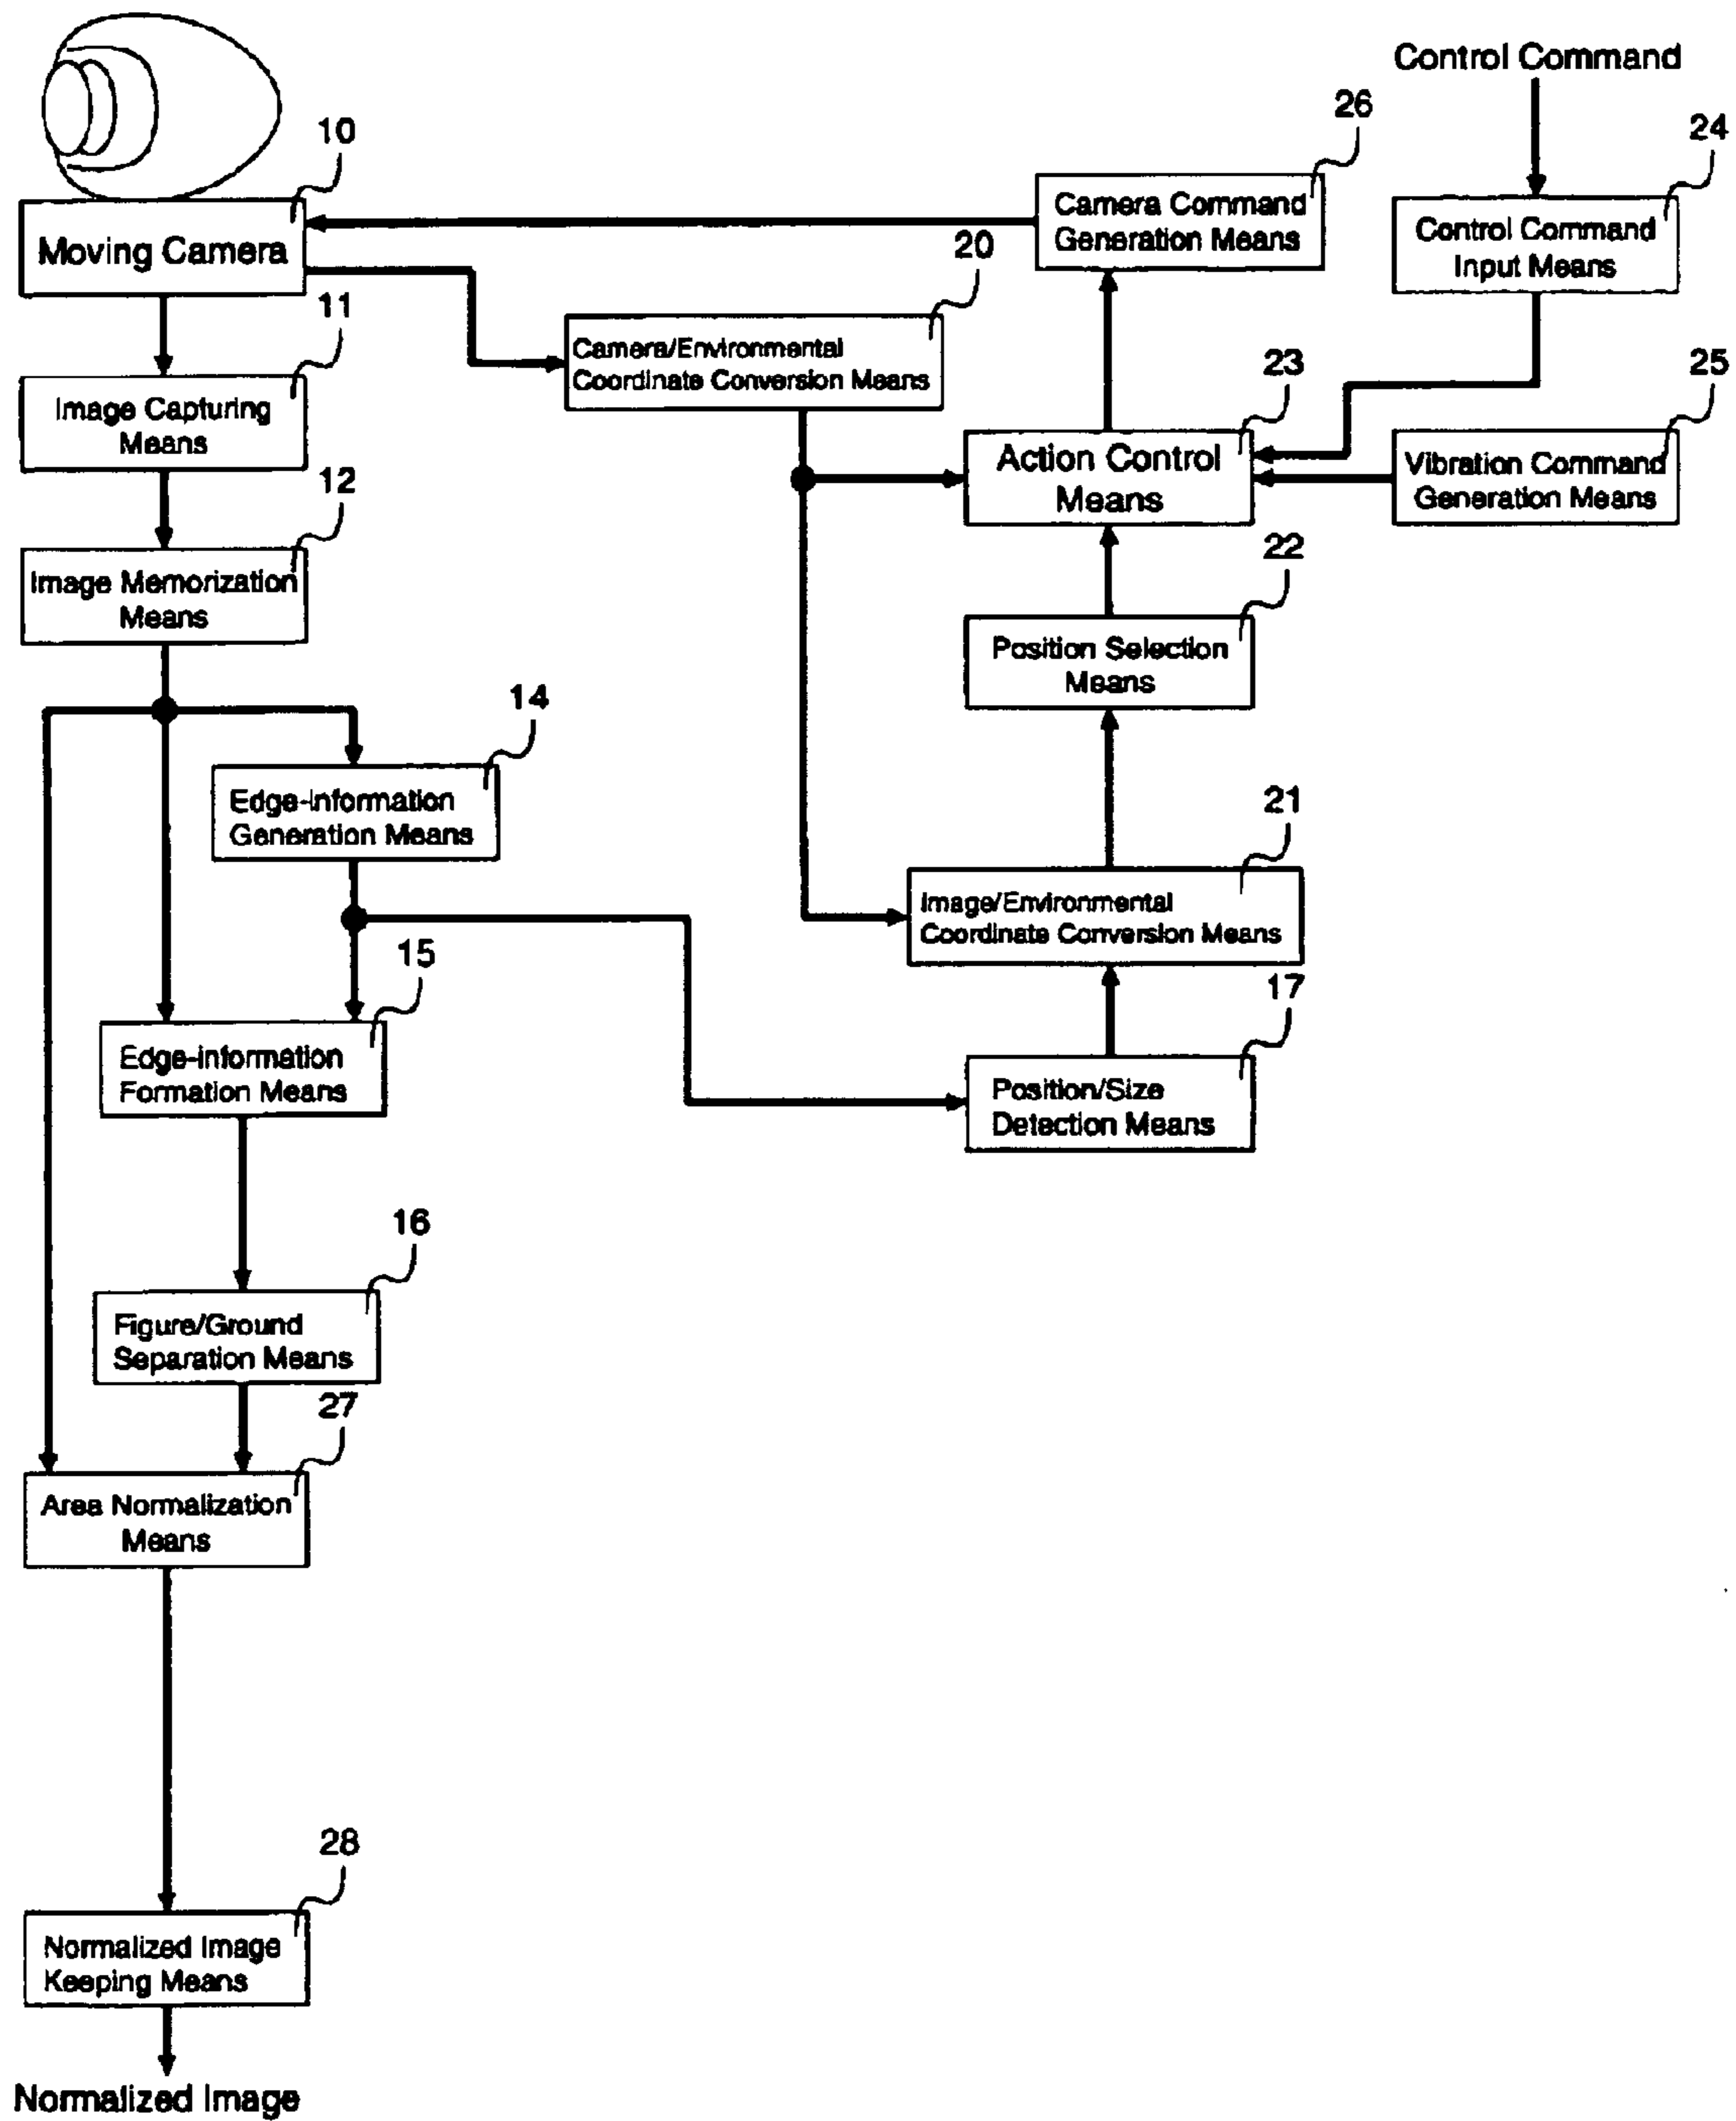 Control Command
10
26
24
Moving Camera
Camera Command
Generation Means
Control Command
Input Means
11
20
Image Capturing
Means
Camera/Environmental
Coordinate Conversion Means
23
25
Action Control
Means
Vibration Command
Generation Means
12
Image Memorization
Means
22
Position Selection
Means
14
Edge-Information
Generation Means
21
Image/Environmental
Coordinate Conversion Means
15
Edge-information
Formation Means
17
Position/Size
Detection Means
16
Figure/Ground
Separation Means
27
Area Normalization
Means
28
Normalized Image
Keeping Means
Normalized Image